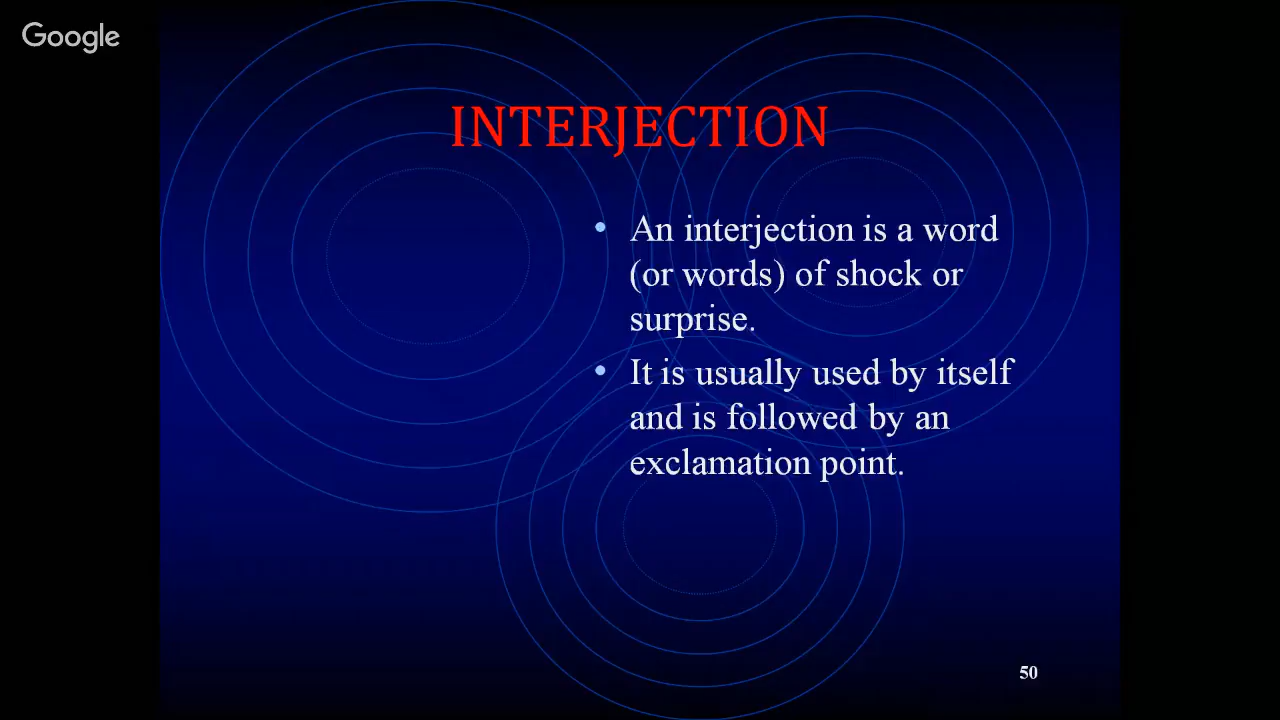 Google
INTERJECTION
• An interjection is a word
(or words) of shock or
surprise.
• It is usually used by itself
and is followed by an
exclamation point.
50